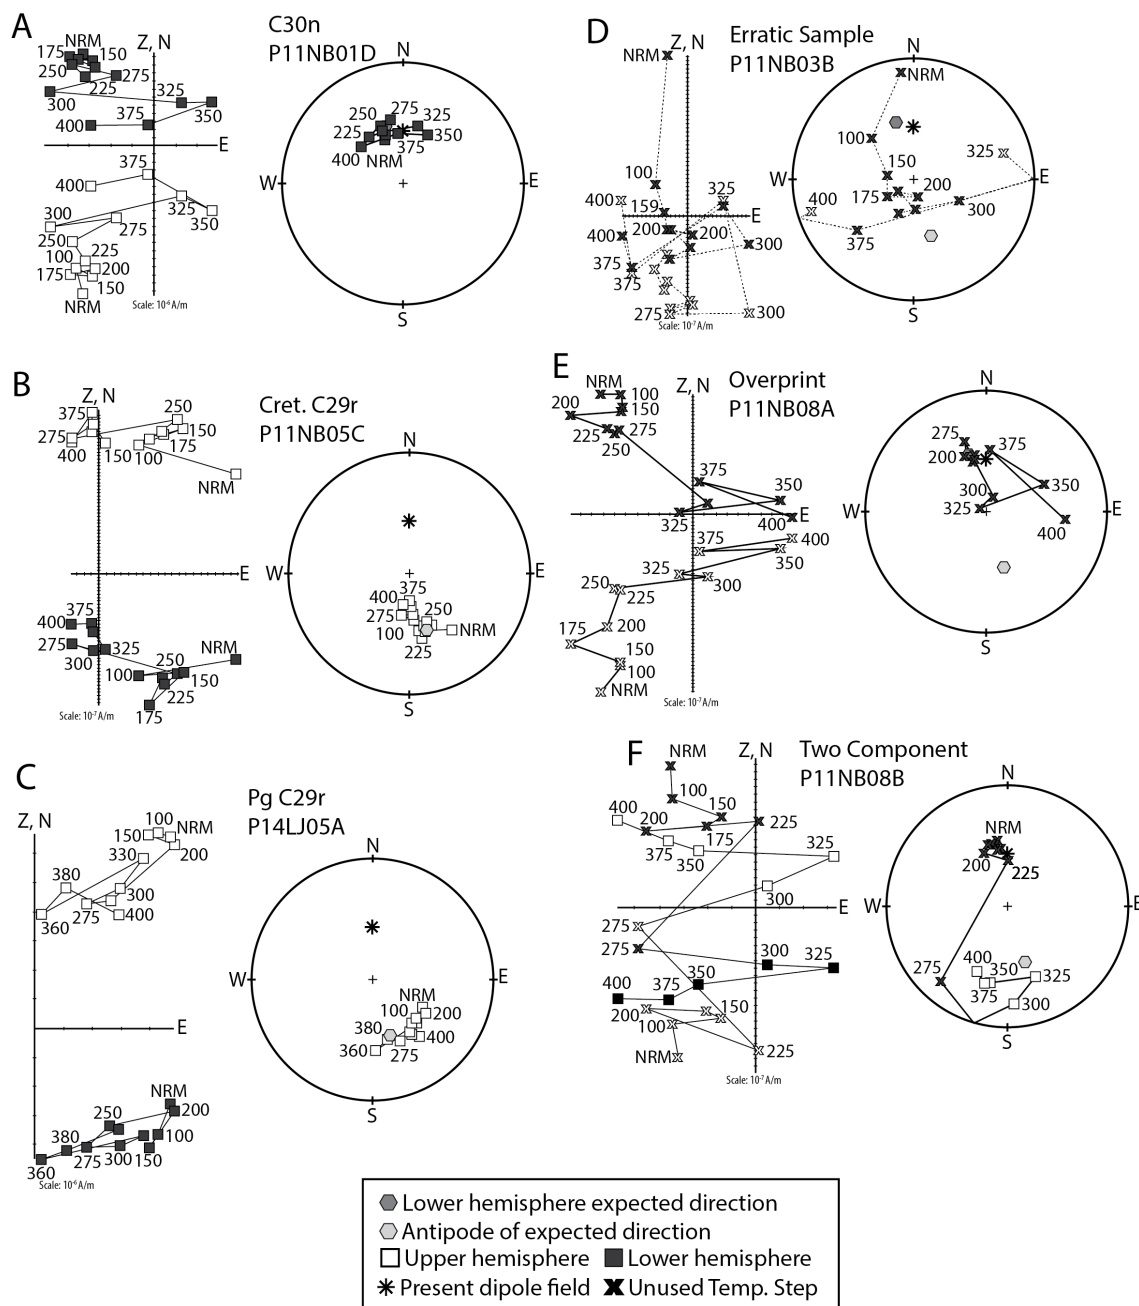 A
C30n
P11NB01D
Z, N
NRM
175
150
250
275
225
300
325
350
375
400
E
375
400
325
300
350
275
250
225
100
200
175
150
NRM
Scale: 10-6 A/m
N
275
250
325
225
350
375
400
NRM
W
E
S
B
Cret. C29r
P11NB05C
Z, N
375
250
275
150
400
150
175
100
NRM
E
375
400
275
325
300
NRM
250
100
150
225
175
Scale: 10-7 A/m
N
W
E
375
400
275
250
100
NRM
225
S
C
Pg C29r
P14LJ05A
Z, N
100
150
NRM
330
200
380
300
360
275
400
E
NRM
250
200
380
100
275
300
150
360
Scale: 10-6 A/m
N
W
E
NRM
100
200
380
400
360
275
S
D
Erratic Sample
P11NB03B
Z, N
NRM
100
325
400
159
E
200
200
400
300
375
375
275
300
Scale: 10-7 A/m
N
NRM
100
325
150
W
E
175
200
400
300
375
S
E
Overprint
P11NB08A
Z, N
NRM
100
200
150
225
275
250
375
350
325
400
E
375
400
350
325
300
250
225
200
175
150
100
NRM
Scale: 10-7 A/m
N
275
375
200
300
350
325
W
E
400
S
F
Two Component
P11NB08B
NRM
Z, N
100
400
200
150
225
175
375
350
325
300
E
275
275
300
325
350
400
375
200
150
100
NRM
225
Scale: 10-7 A/m
N
NRM
200
225
W
E
275
400
350
325
375
300
S
Lower hemisphere expected direction
Antipode of expected direction
Upper hemisphere Lower hemisphere
Present dipole field Unused Temp. Step